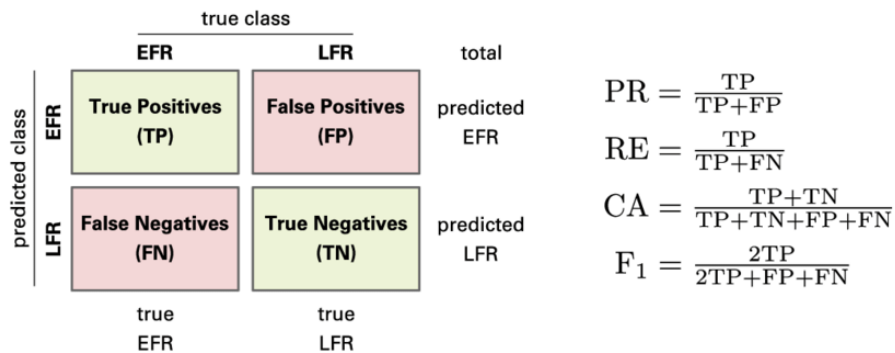 true class
EFR LFR total
predicted class
EFR
True Positives
(TP)
False Positives
(FP)
predicted
EFR
LFR
False Negatives
(FN)
True Negatives
(TN)
predicted
LFR
true
EFR
true
LFR
PR = TP / TP+FP
RE = TP / TP+FN
CA = TP+TN / TP+TN+FP+FN
F₁ = 2TP / 2TP+FP+FN